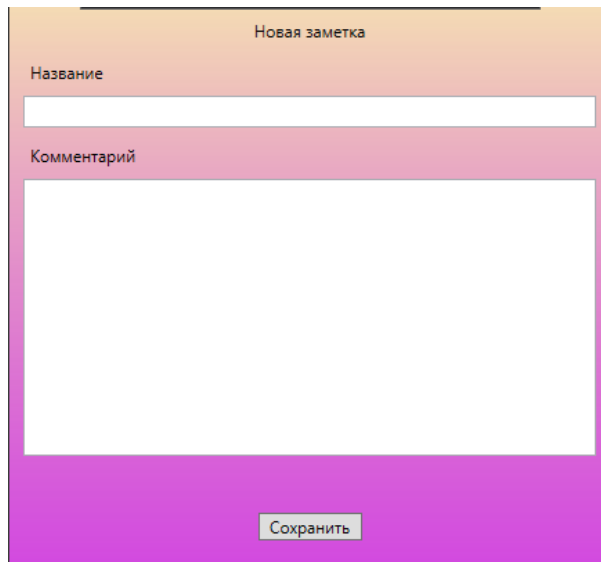 Новая заметка
Название
Комментарий
Сохранить